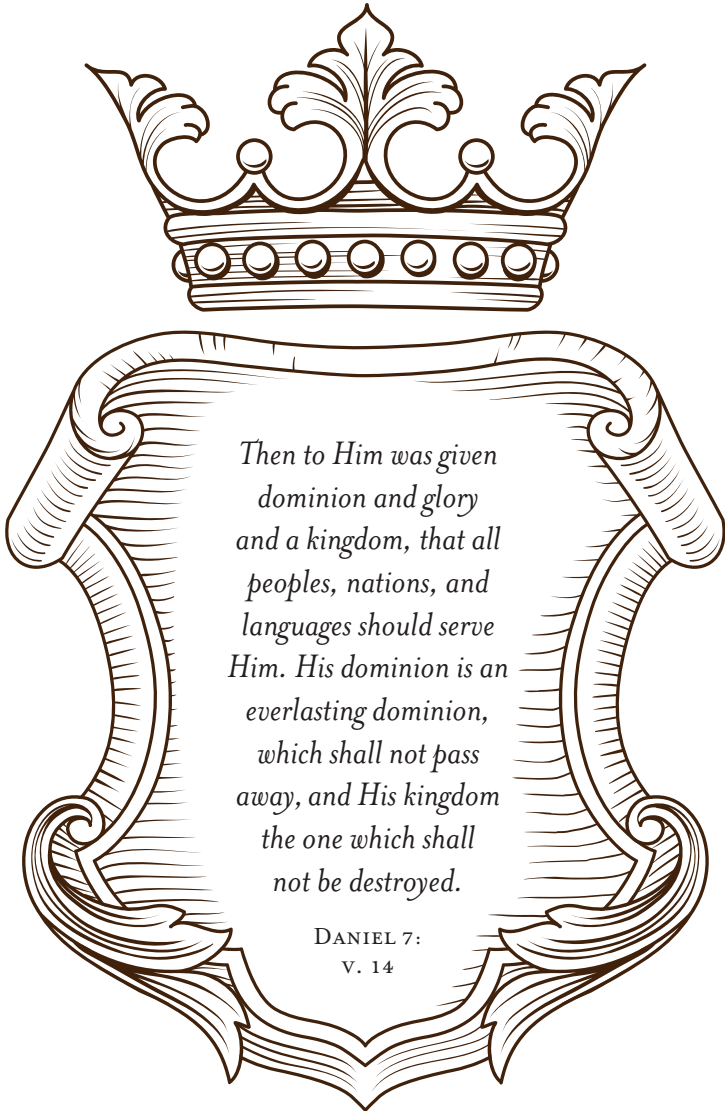 Then to Him was given
dominion and glory
and a kingdom, that all
peoples, nations, and
languages should serve
Him. His dominion is an
everlasting dominion,
which shall not pass
away, and His kingdom
the one which shall
not be destroyed.
Daniel 7:
v. 14